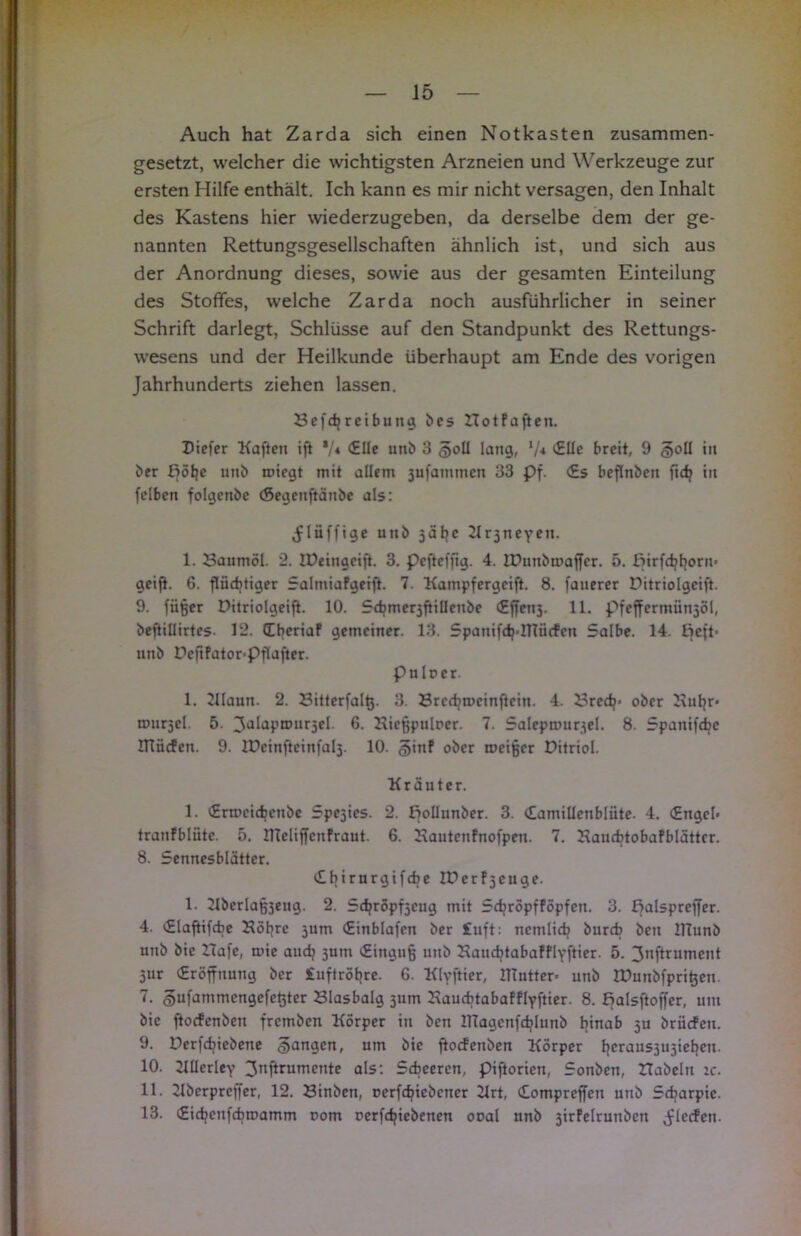 — 15 —
Auch hat Zarda sich einen Notkasten zusammen-
gesetzt, welcher die wichtigsten Arzneien und Werkzeuge zur
ersten Hilfe enthält. Ich kann es mir nicht versagen, den Inhalt
des Kastens hier wiederzugeben, da derselbe dem der ge-
nannten Rettungsgesellschaften ähnlich ist, und sich aus
der Anordnung dieses, sowie aus der gesamten Einteilung
des Stoffes, welche Zarda noch ausführlicher in seiner
Schrift darlegt, Schlüsse auf den Standpunkt des Rettungs-
wesens und der Heilkunde überhaupt am Ende des vorigen
Jahrhunderts ziehen lassen.
Beschreibung des Notkasten.
Dieser Kasten ist ³/₄ Elle und 3 Zoll lang, ¹/₄ Elle breit, 9 Zoll in
der Höhe und wiegt mit allem zusammen 33 Pf. Es befinden sich in
selben folgende Gegenstände als:
Flüssige und zähe Arzneyen.
1. Baumöl. 2. Weingeist. 3. Pestessig. 4. Wundwasser. 5. Hirschhorn-
geist. 6. flüchtiger Salmiakgeist. 7. Kampfergeist. 8. sauerer Vitriolgeist.
9. süßer Vitriolgeist. 10. Schmerzstillende Essenz. 11. Pfeffermünzöl,
destillirtes. 12. Theriak gemeiner. 13. Spanisch-Mücken Salbe. 14. Heft-
und Vesikator-Pflaster.
Pulver.
1. Alaun. 2. Bittersaltz. 3. Brechweinstein. 4. Brech- oder Ruhr-
wurzel. 5. Jalapwurzel. 6. Rießpulver. 7. Salepwurzel. 8. Spanische
Mücken. 9. Weinsteinsalz. 10. Zink oder weißer Vitriol.
Kräuter.
1. Erweichende Spezies. 2. Hollunder. 3. Camillenblüte. 4. Engel-
trankblüte. 5. Melissenkraut. 6. Rautenknospen. 7. Rauchtobakblätter.
8. Sennesblätter.
Chirurgische Werkzeuge.
1. Aberlaßzeug. 2. Schröpfzeug mit Schröpfköpfen. 3. Halspresser.
4. Elastische Röhre zum Einblasen der Luft: nemlich durch den Mund
und die Nase, wie auch zum Einguß und Rauchtabakklystier. 5. Instrument
zur Eröffnung der Luftröhre. 6. Klystier, Mutter- und Wundspritzen.
7. Zusammengesetzter Blasbalg zum Rauchtabakklystier. 8. Halsstosser, um
die stockenden fremden Körper in den Magenschlund hinab zu drücken.
9. Verschiedene Zangen, um die stockenden Körper herauszuziehen.
10. Allerley Instrumente als: Scheeren, Pistorien, Sonden, Nadeln ꝛc.
11. Aberpresser, 12. Binden, verschiedener Art, Compressen und Scharpie.
13. Eichenschwamm vom verschiedenen oval und zirkelrunden Flecken.